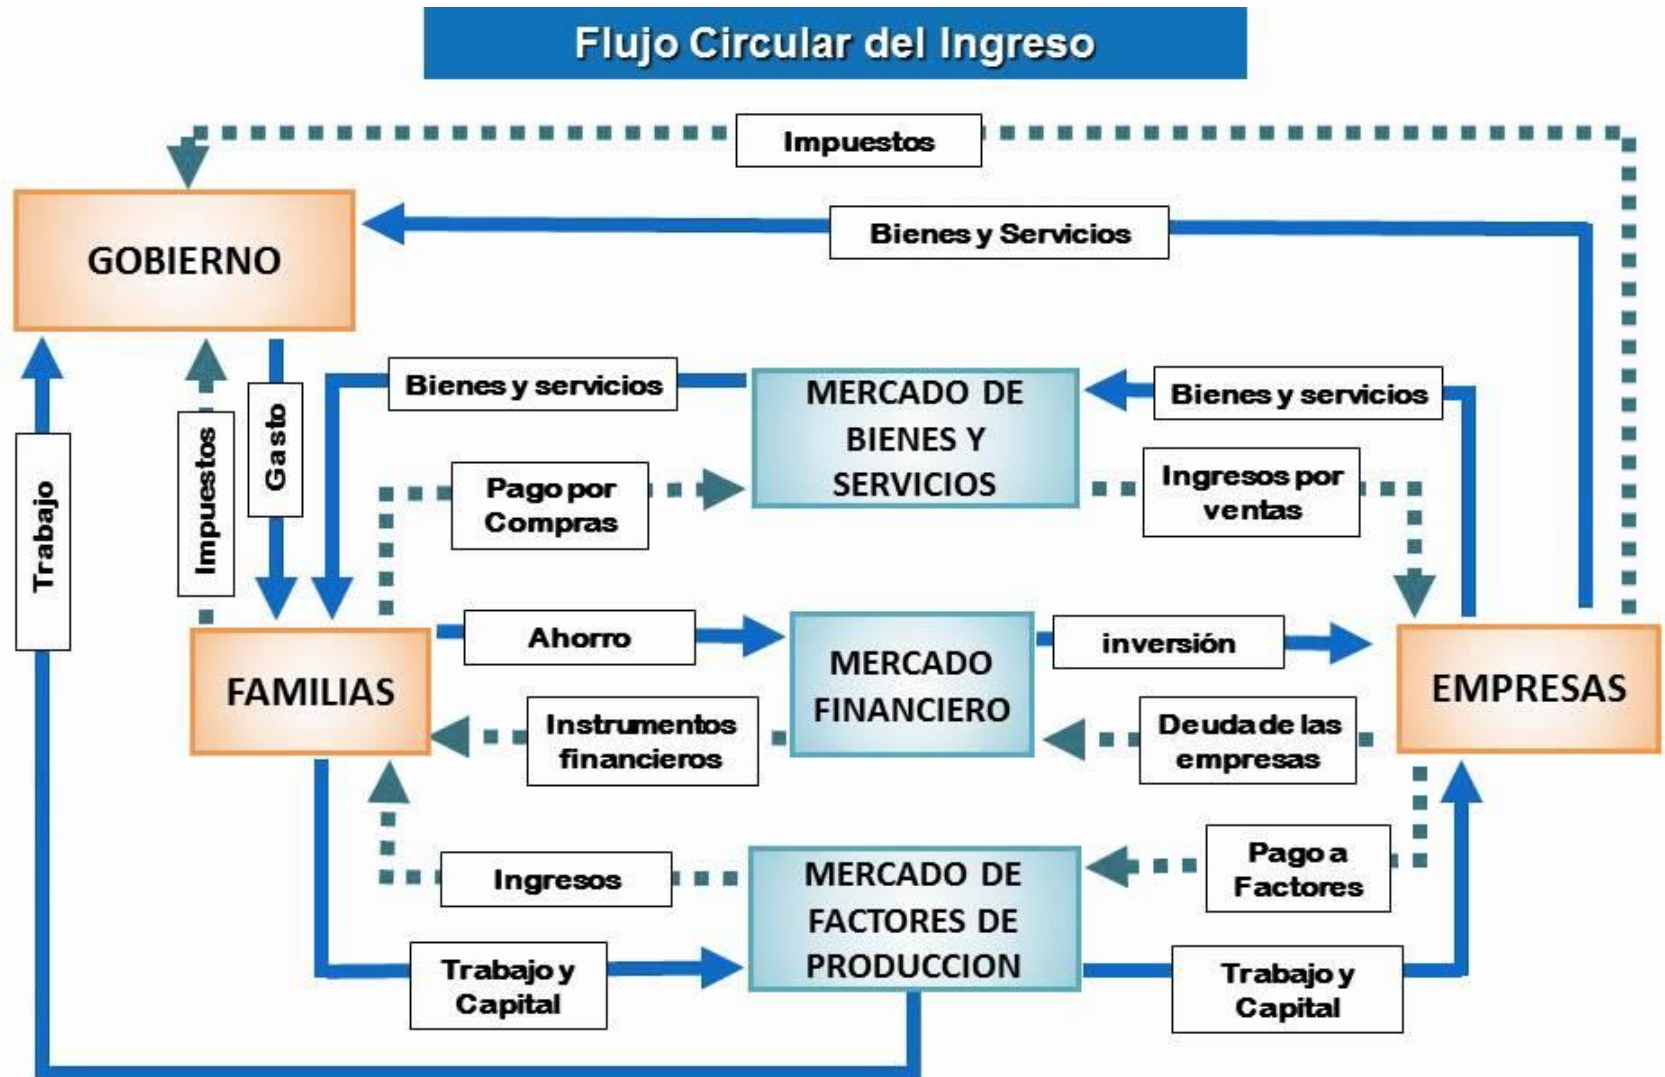 Flujo Circular del Ingreso
Impuestos
Bienes y Servicios
GOBIERNO
Bienes y servicios
MERCADO DE
BIENES Y
SERVICIOS
Bienes y servicios
Gasto
Impuestos
Trabajo
Pago por
Compras
Ingresos por
ventas
Ahorro
MERCADO
FINANCIERO
inversión
FAMILIAS
EMPRESAS
Instrumentos
financieros
Deuda de las
empresas
Ingresos
MERCADO DE
FACTORES DE
PRODUCCION
Pago a
Factores
Trabajo y
Capital
Trabajo y
Capital